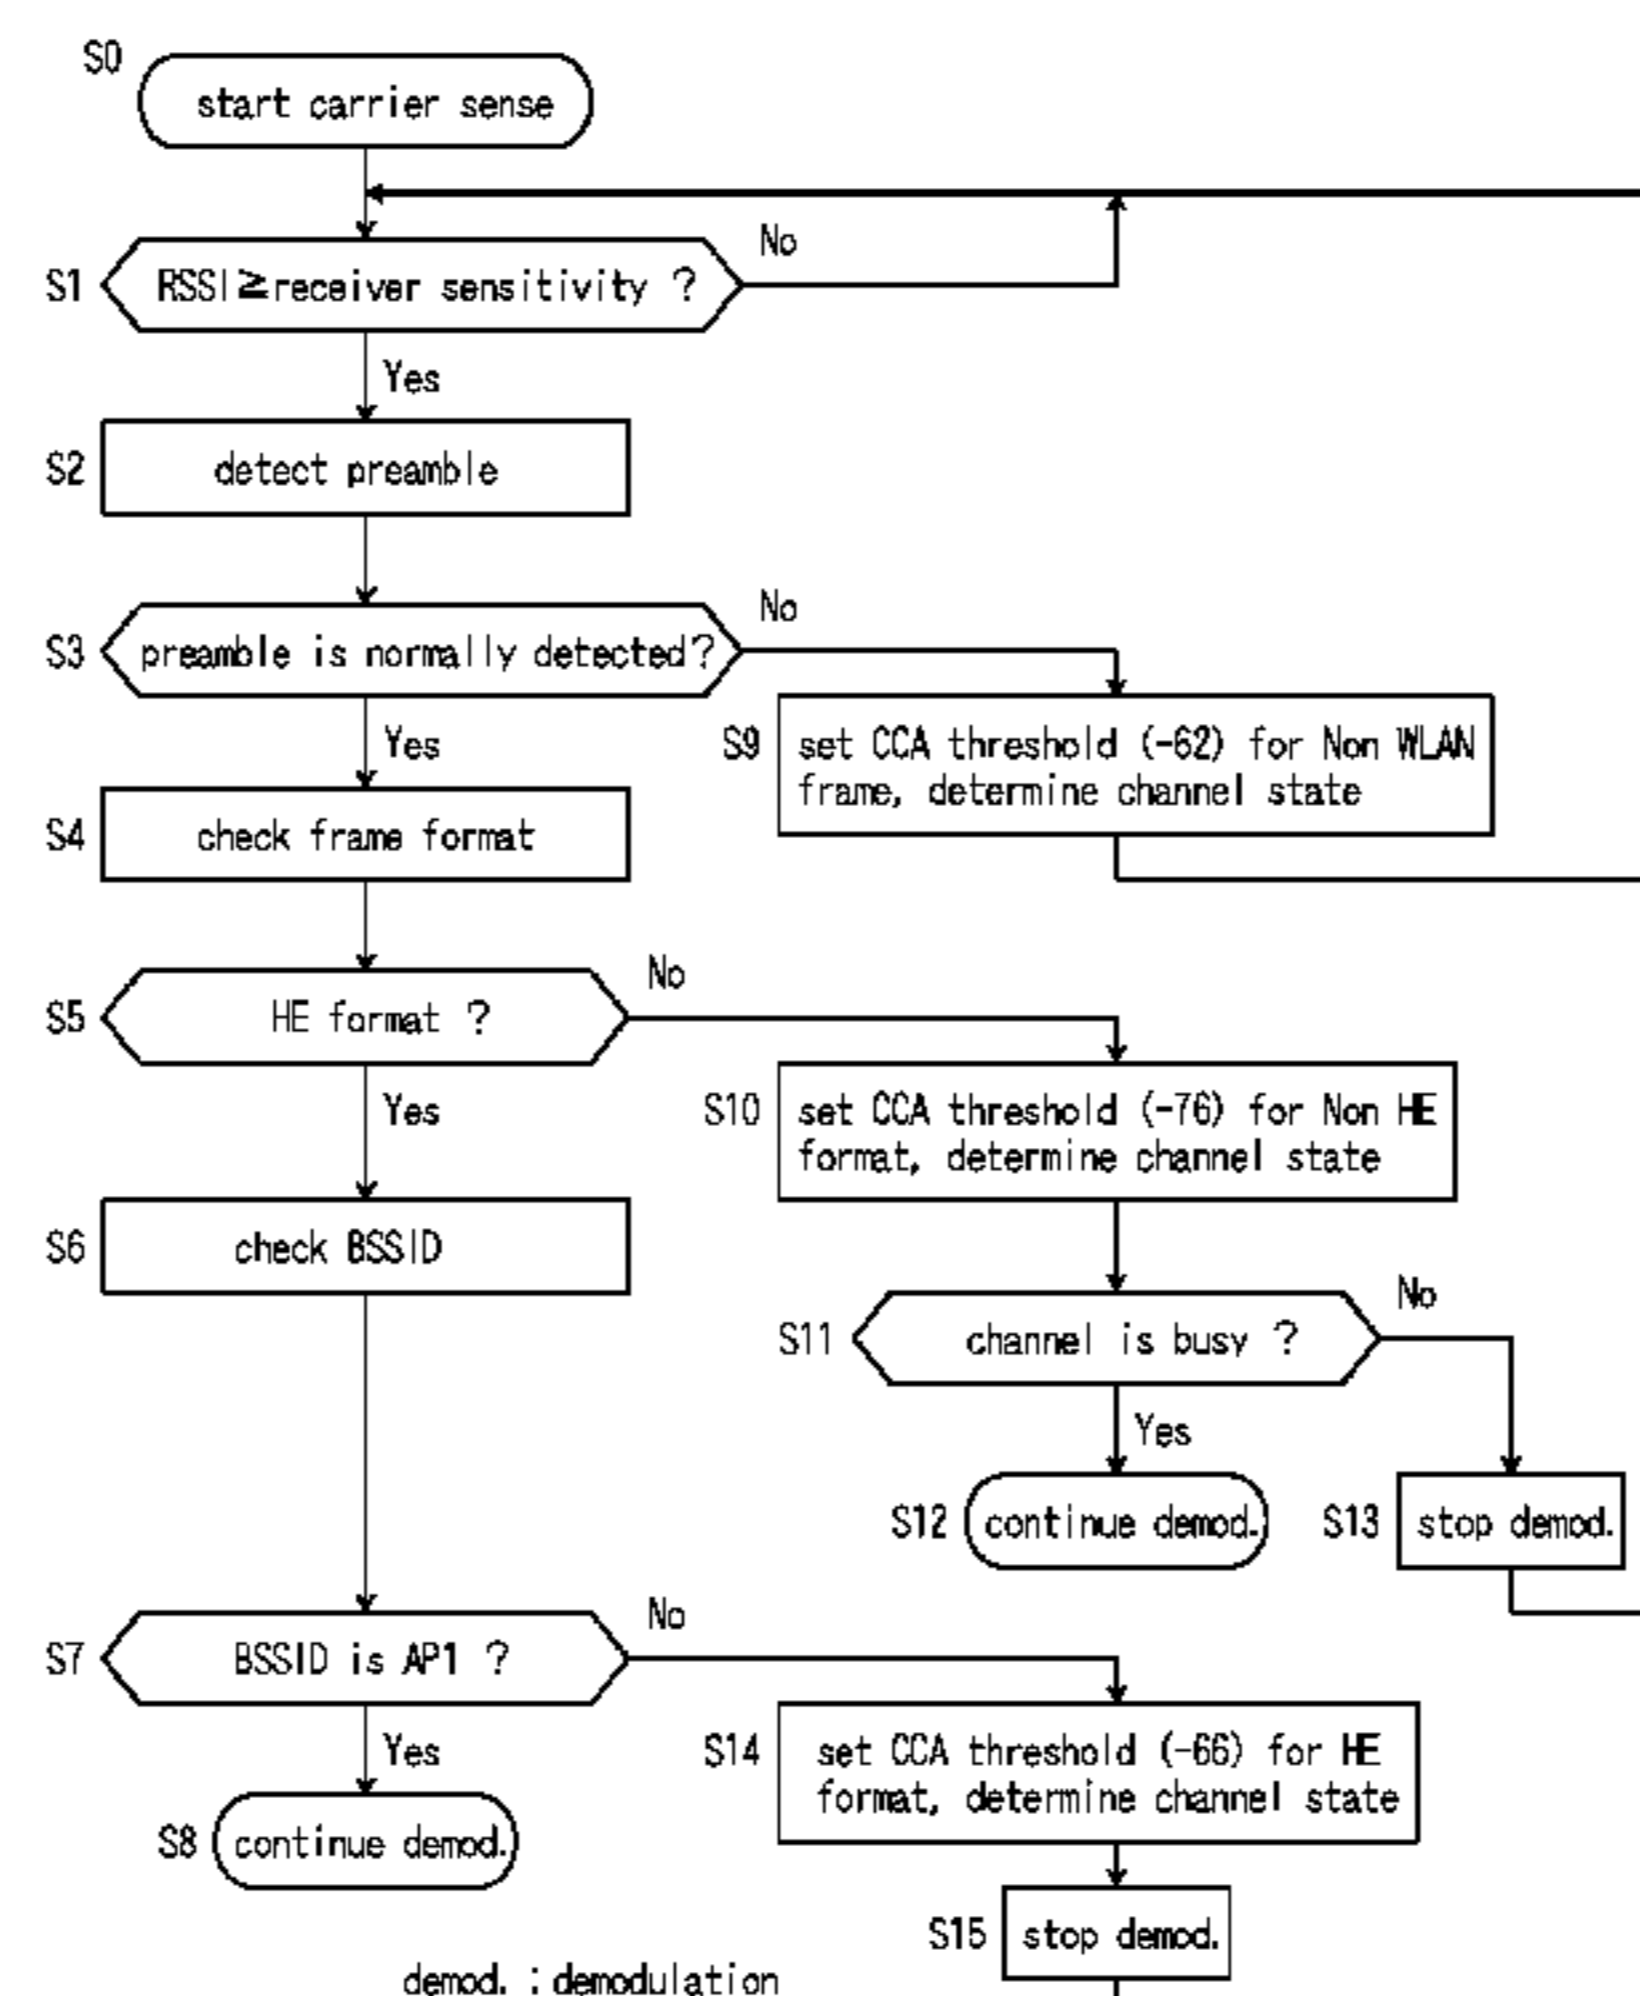 S0
start carrier sense
No
S1
RSSI≧receiver sensitivity ?
Yes
S2
detect preamble
No
S3
preamble is normally detected?
Yes
S9
set CCA threshold (-62) for Non WLAN
frame, determine channel state
S4
check frame format
No
S5
HE format ?
Yes
S10
set CCA threshold (-76) for Non HE
format, determine channel state
S6
check BSSID
No
S11
channel is busy ?
Yes
S12
continue demod.
S13
stop demod.
No
S7
BSSID is AP1 ?
Yes
S14
set CCA threshold (-66) for HE
format, determine channel state
S8
continue demod.
S15
stop demod.
demod. : demodulation